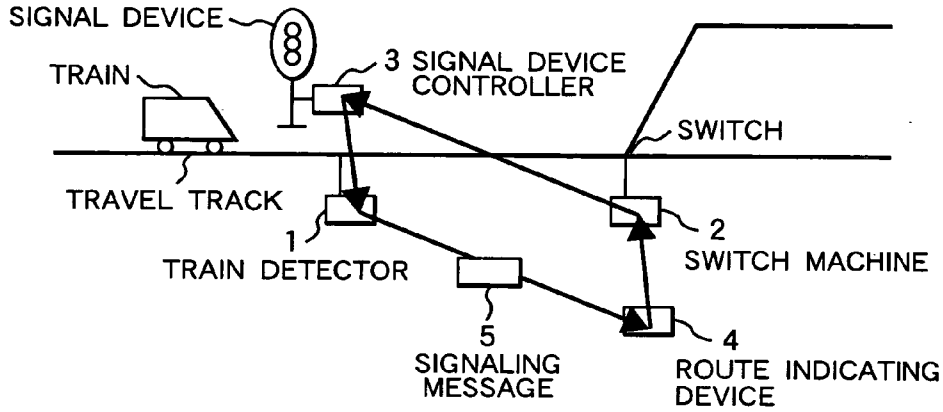 SIGNAL DEVICE
TRAIN
3 SIGNAL DEVICE
CONTROLLER
SWITCH
TRAVEL TRACK
1
TRAIN DETECTOR
2
SWITCH MACHINE
5
SIGNALING
MESSAGE
4
ROUTE INDICATING
DEVICE